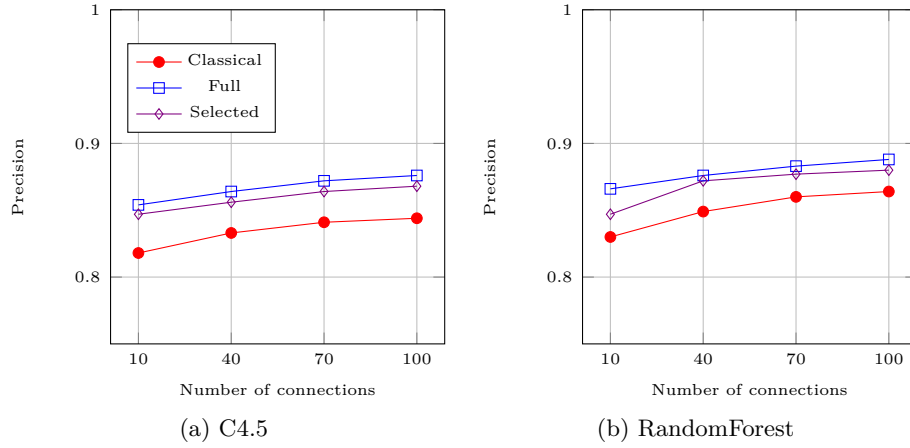 1
0.9
0.8
Precision
Classical
Full
Selected
10 40 70 100
Number of connections
(a) C4.5
1
0.9
0.8
Precision
10 40 70 100
Number of connections
(b) RandomForest